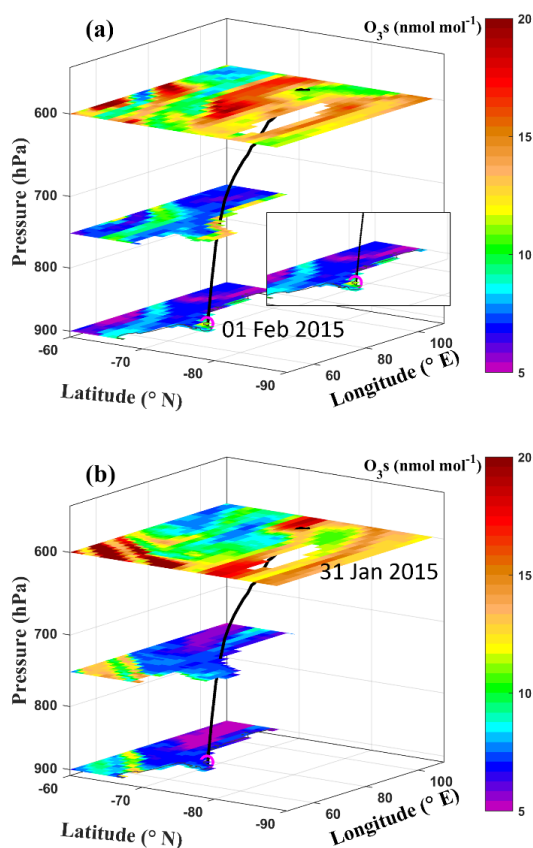 (a)
O₃s (nmol mol⁻¹)
20
15
10
5
600
700
800
900
Pressure (hPa)
-60
-70
-80
-90
Latitude (° N)
60
80
100
Longitude (° E)
01 Feb 2015
(b)
O₃s (nmol mol⁻¹)
20
15
10
5
600
700
800
900
Pressure (hPa)
-60
-70
-80
-90
Latitude (° N)
60
80
100
Longitude (° E)
31 Jan 2015